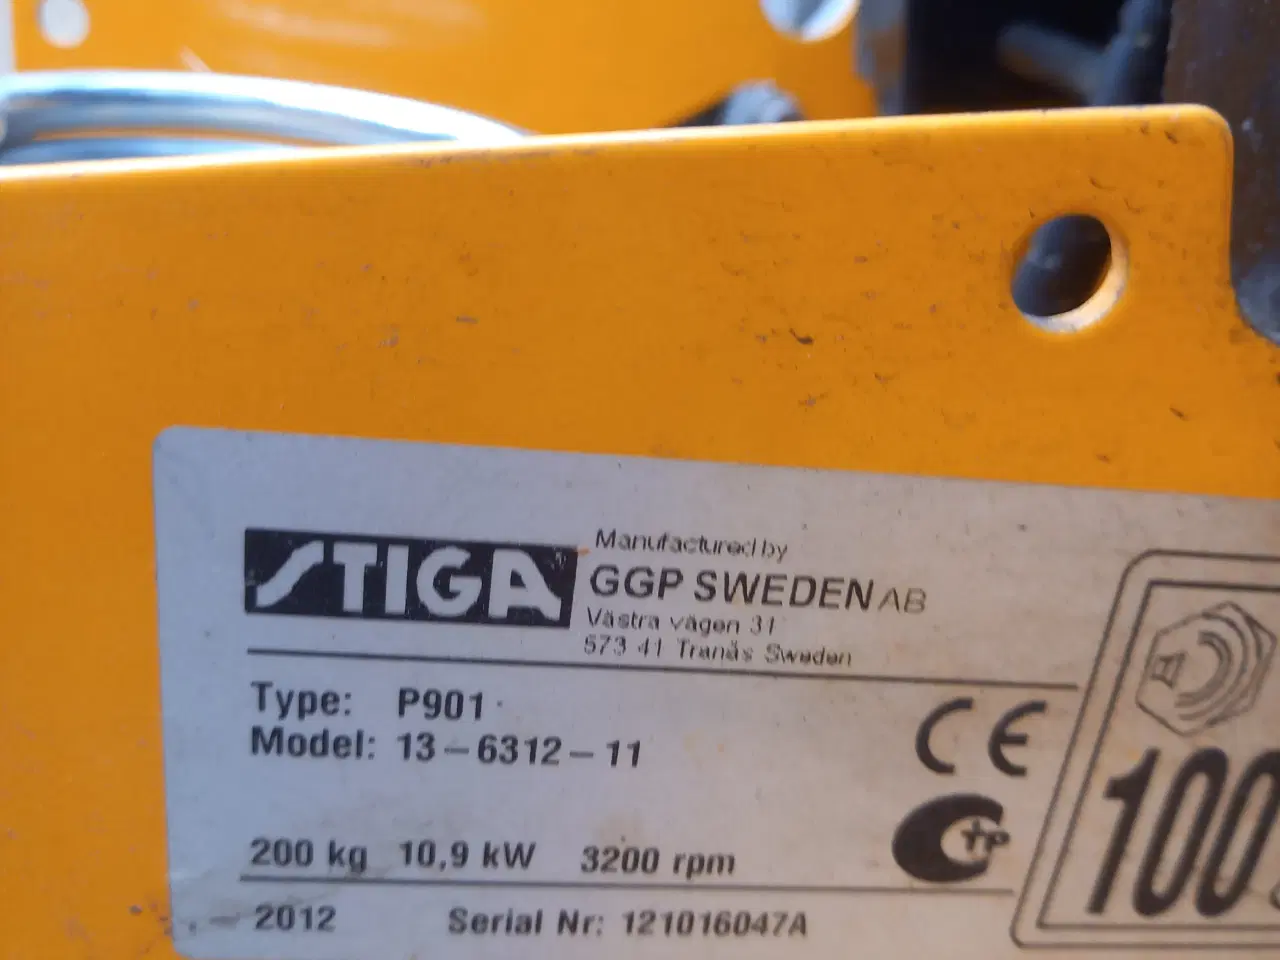 STIGA
Manufactured by
GGP SWEDEN AB
Västra vägen 31
573 41 Tranås Sweden
Type: P901
Model: 13-6312-11
CE
200 kg 10,9 kW 3200 rpm
2012 Serial Nr: 121016047A
100